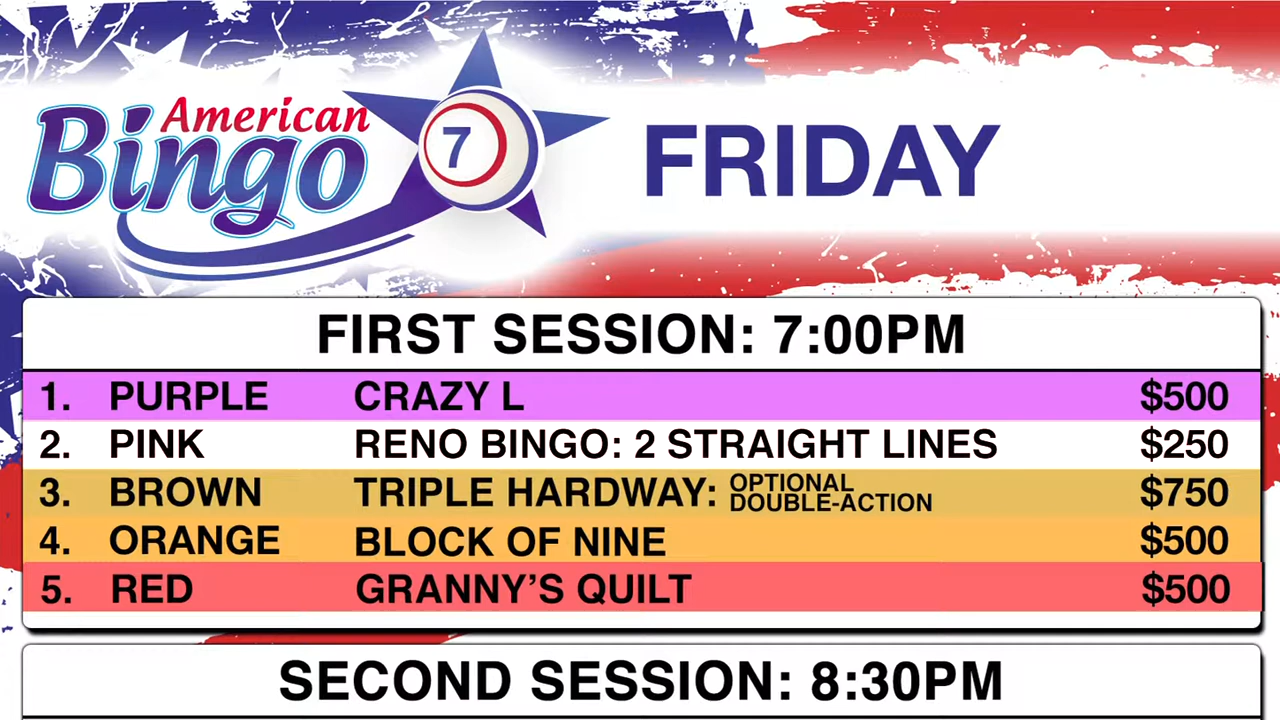 American
Bingo
7
FRIDAY
FIRST SESSION: 7:00PM
1. PURPLE CRAZY L $500
2. PINK RENO BINGO: 2 STRAIGHT LINES $250
3. BROWN TRIPLE HARDWAY: OPTIONAL DOUBLE-ACTION $750
4. ORANGE BLOCK OF NINE $500
5. RED GRANNY’S QUILT $500
SECOND SESSION: 8:30PM